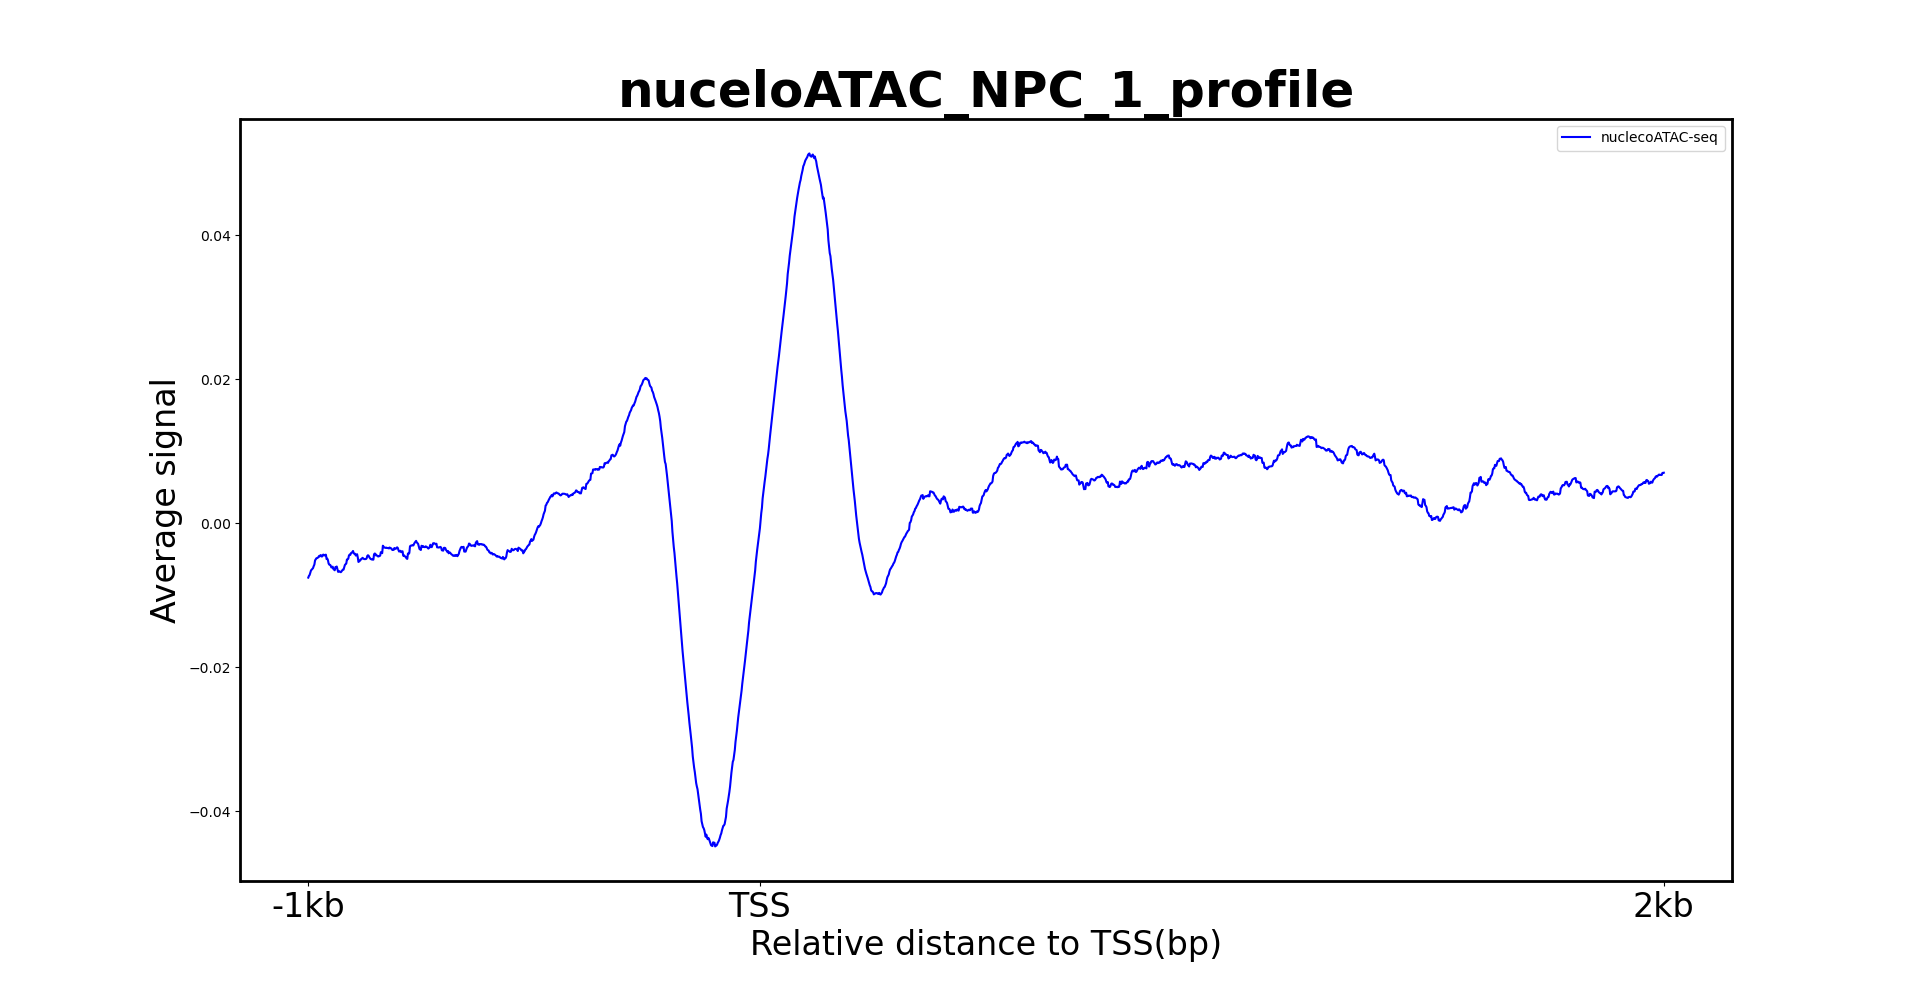 nuceloATAC_NPC_1_profile
nuclecoATAC-seq
0.04
0.02
0.00
−0.02
−0.04
Average signal
-1kb TSS 2kb
Relative distance to TSS(bp)